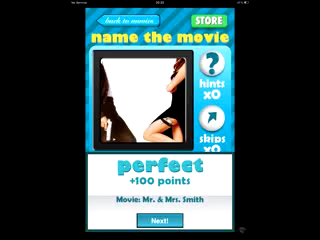 back to movies
STORE
name the movie
?
hints
x0
skips
x0
perfect
+100 points
Movie: Mr. & Mrs. Smith
Next!